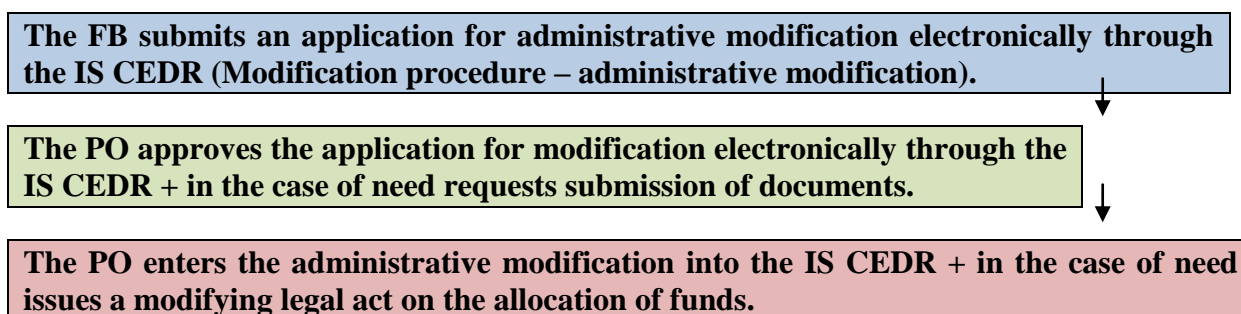 The FB submits an application for administrative modification electronically through
the IS CEDR (Modification procedure – administrative modification).
The PO approves the application for modification electronically through the
IS CEDR + in the case of need requests submission of documents.
The PO enters the administrative modification into the IS CEDR + in the case of need
issues a modifying legal act on the allocation of funds.